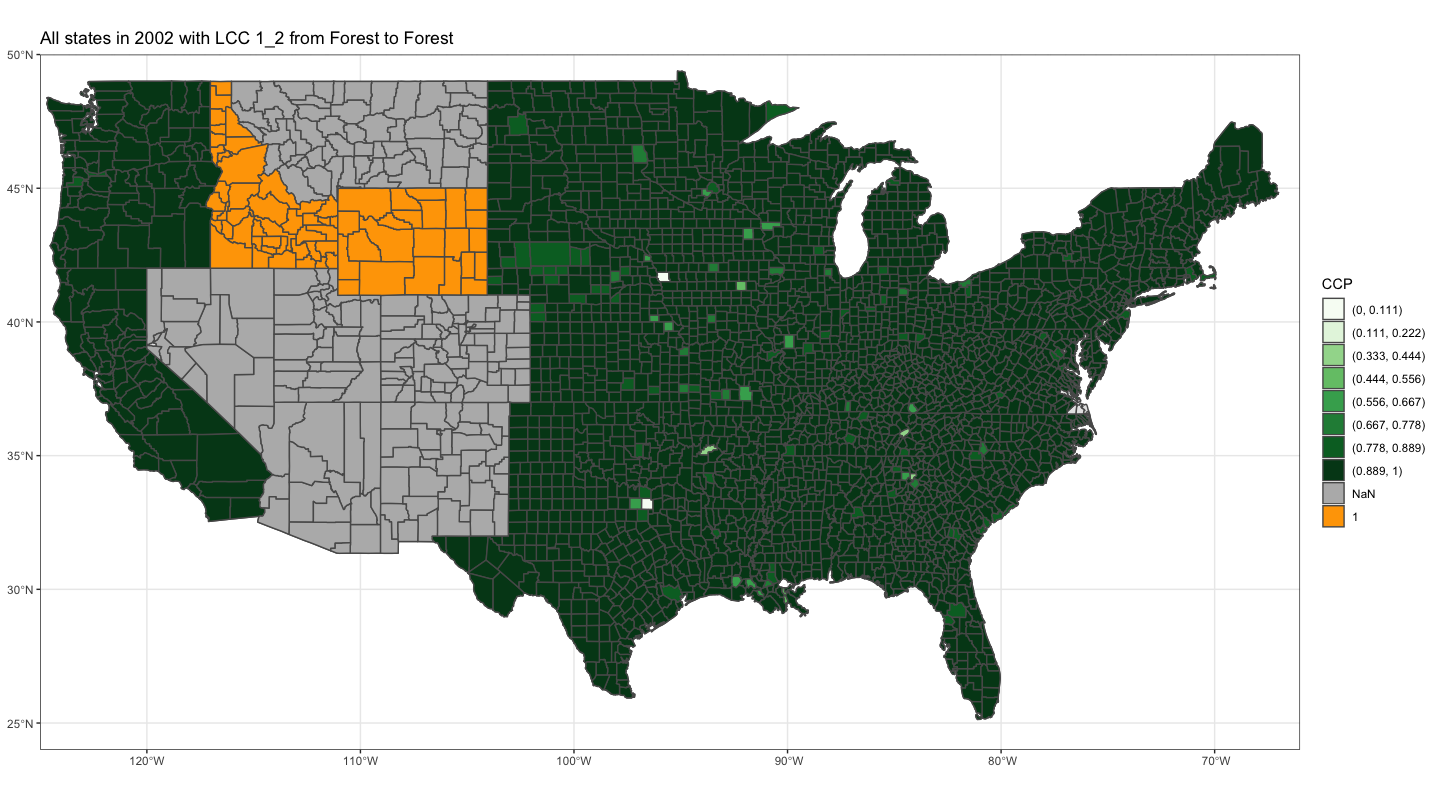 All states in 2002 with LCC 1_2 from Forest to Forest
50°N
45°N
40°N
35°N
30°N
25°N
120°W
110°W
100°W
90°W
80°W
70°W
CCP
(0, 0.111)
(0.111, 0.222)
(0.333, 0.444)
(0.444, 0.556)
(0.556, 0.667)
(0.667, 0.778)
(0.778, 0.889)
(0.889, 1)
NaN
1